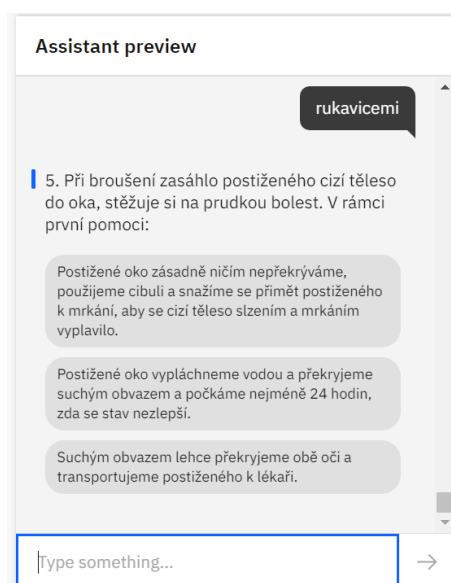 Assistant preview
rukavicemi
5. Při broušení zasáhlo postiženého cizí těleso
do oka, stěžuje si na prudkou bolest. V rámci
první pomoci:
Postižené oko zásadně ničím nepřekrýváme,
použijeme cibuli a snažíme se přimět postiženého
k mrkání, aby se cizí těleso slzením a mrkáním
vyplavilo.
Postižené oko vypláchneme vodou a překryjeme
suchým obvazem a počkáme nejméně 24 hodin,
zda se stav nezlepší.
Suchým obvazem lehce překryjeme obě oči a
transportujeme postiženého k lékaři.
Type something...